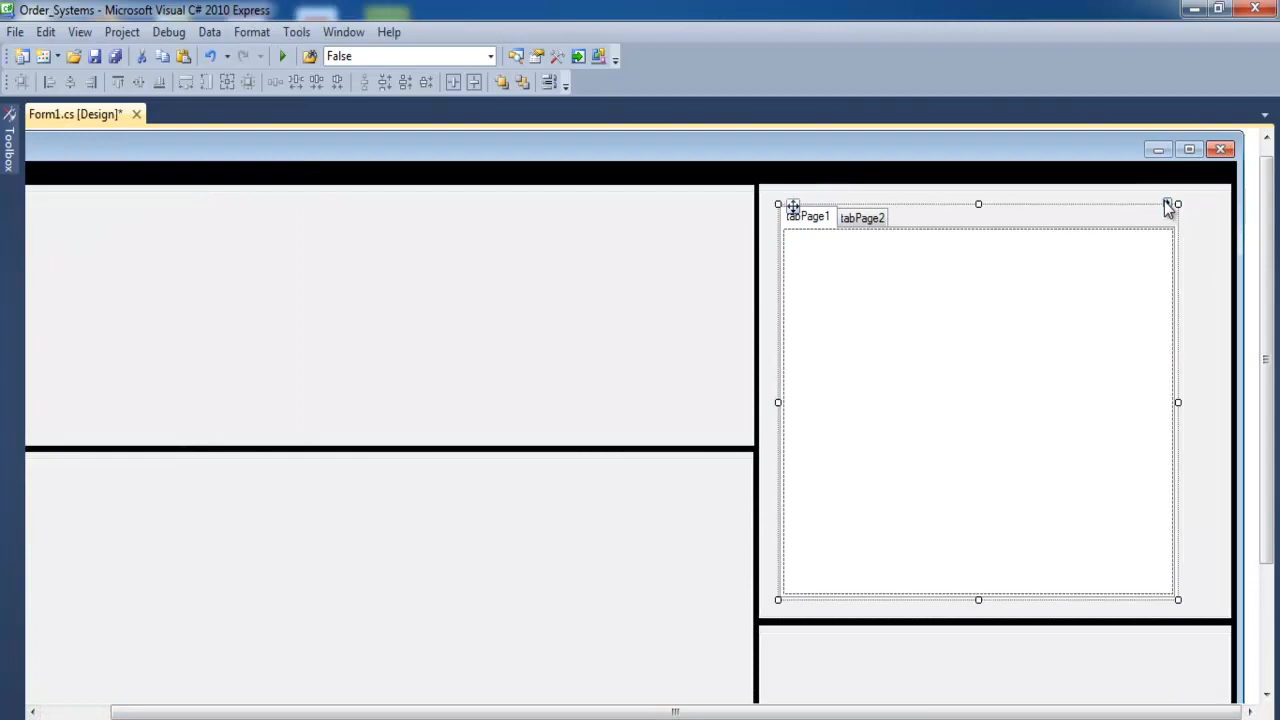 Order_Systems - Microsoft Visual C# 2010 Express
File Edit View Project Debug Data Format Tools Window Help
False
Form1.cs [Design]*
Toolbox
tabPage1 tabPage2